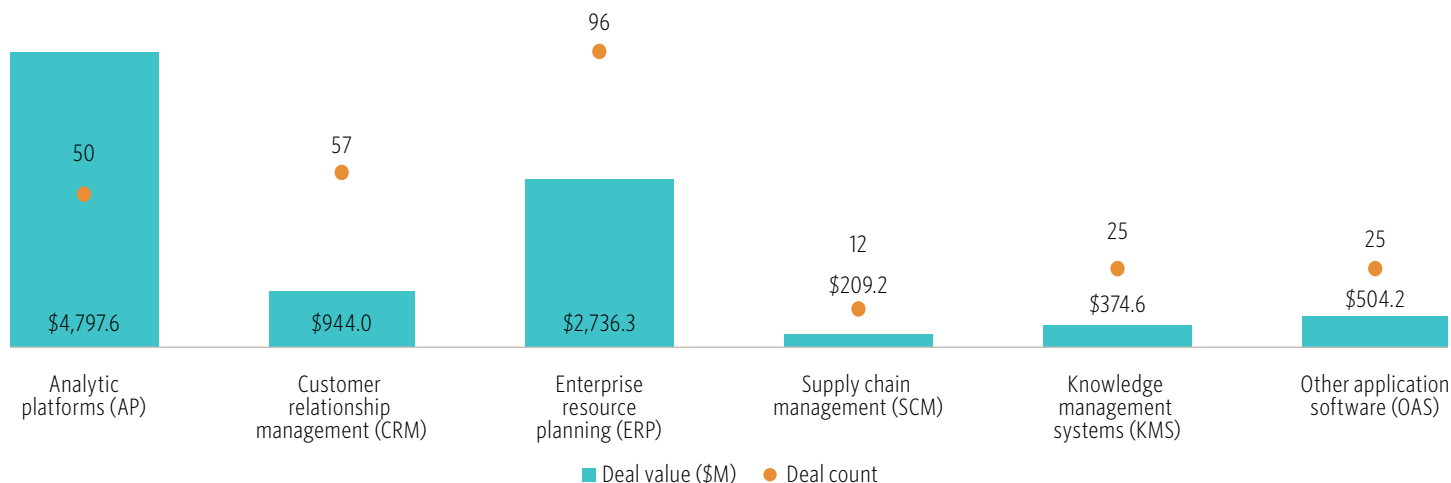 96
50
57
12
25
25
$209.2
$374.6
$504.2
$4,797.6
$944.0
$2,736.3
Analytic
platforms (AP)
Customer
relationship
management (CRM)
Enterprise
resource
planning (ERP)
Supply chain
management (SCM)
Knowledge
management
systems (KMS)
Other application
software (OAS)
Deal value ($M)
Deal count